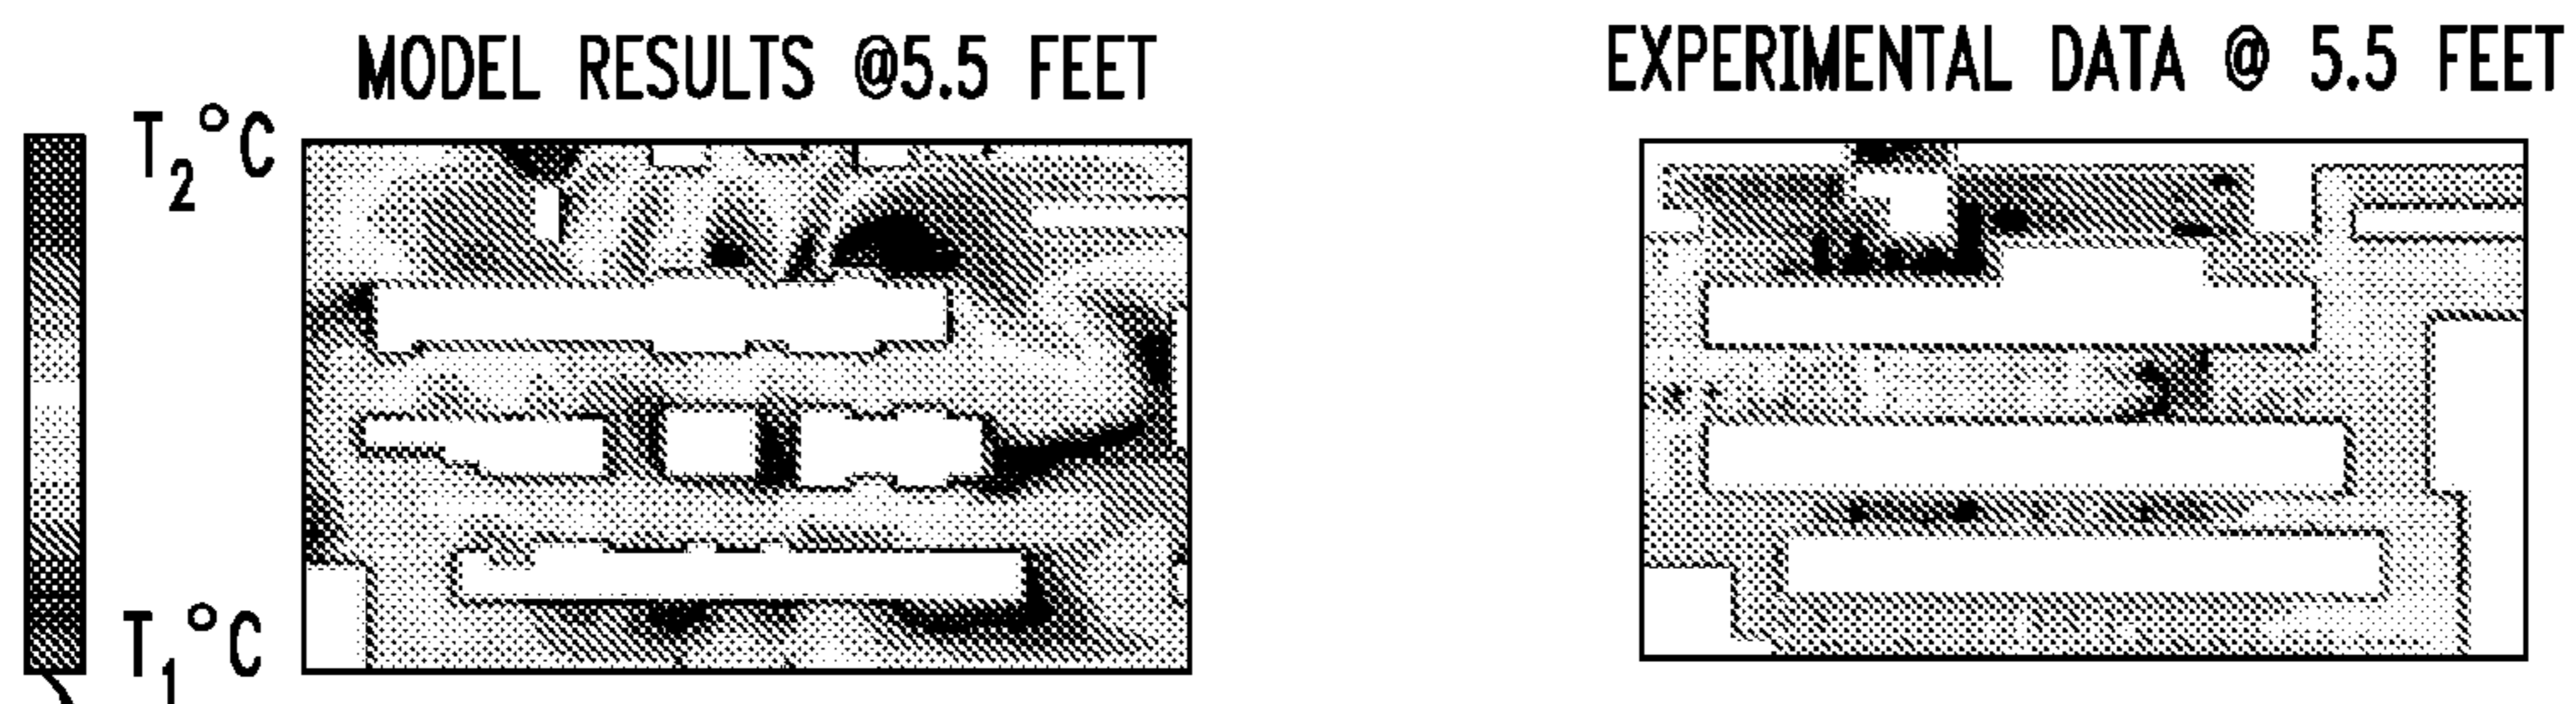 MODEL RESULTS @5.5 FEET
EXPERIMENTAL DATA @ 5.5 FEET
T2°C
T1°C